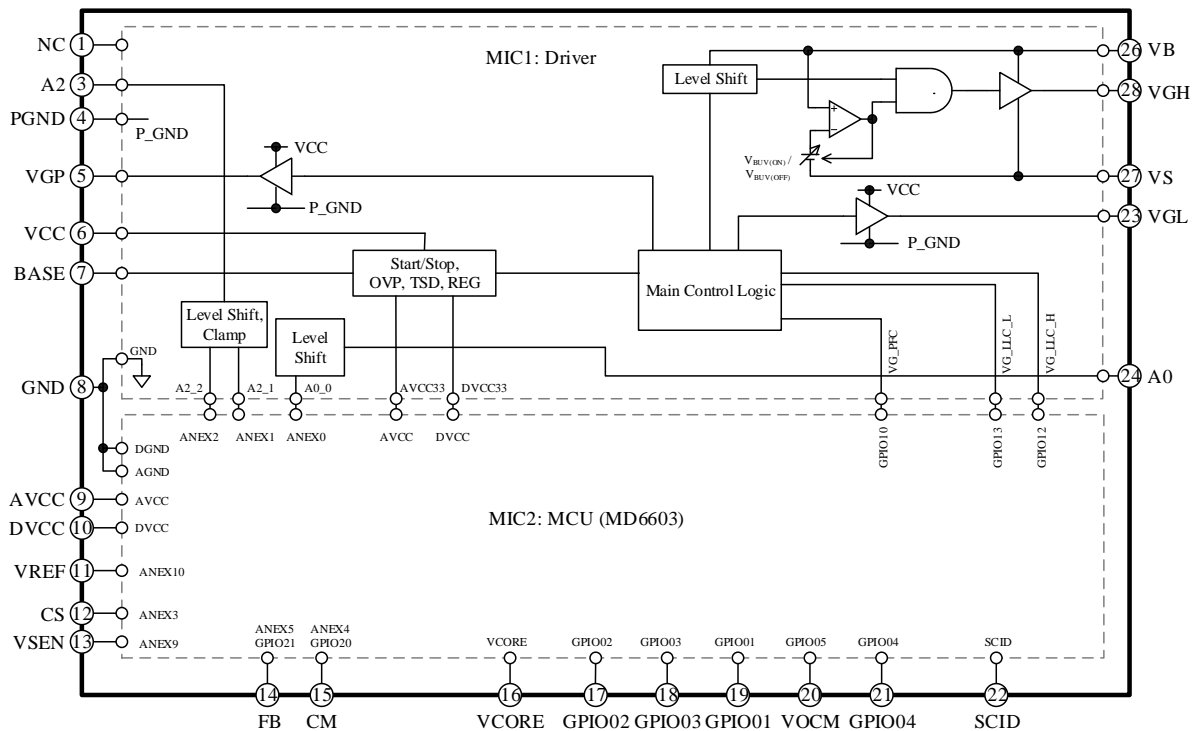 NC 1
MIC1: Driver
26 VB
A2 3
Level Shift
28 VGH
PGND 4
P_GND
+
−
VCC
VBUV(ON) /
VBUV(OFF)
VGP 5
27 VS
VCC
P_GND
23 VGL
VCC 6
P_GND
BASE 7
Start/Stop,
OVP, TSD, REG
Main Control Logic
Level Shift,
Clamp
Level
Shift
VG_PFC
VG_LLC_L
VG_LLC_H
GND
GND 8
24 A0
A2_2
A2_1
A0_0
AVCC33
DVCC33
ANEX2
ANEX1
ANEX0
AVCC
DVCC
GPIO10
GPIO13
GPIO12
DGND
AGND
AVCC 9 AVCC
MIC2: MCU (MD6603)
DVCC 10 DVCC
VREF 11 ANEX10
CS 12 ANEX3
VSEN 13 ANEX9
ANEX5
GPIO21
ANEX4
GPIO20
VCORE
GPIO02
GPIO03
GPIO01
GPIO05
GPIO04
SCID
14
15
16
17
18
19
20
21
22
FB
CM
VCORE
GPIO02
GPIO03
GPIO01
VOCM
GPIO04
SCID